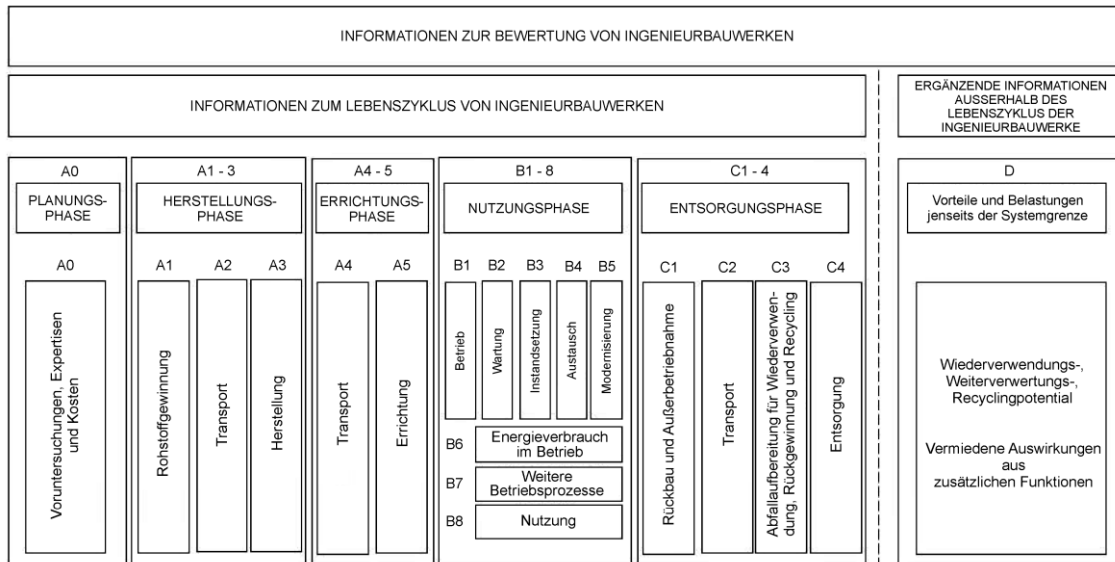 INFORMATIONEN ZUR BEWERTUNG VON INGENIEURBAUWERKEN
INFORMATIONEN ZUM LEBENSZYKLUS VON INGENIEURBAUWERKEN
ERGÄNZENDE INFORMATIONEN
AUSSERHALB DES
LEBENSZYKLUS DER
INGENIEURBAUWERKE
A0
PLANUNGS-
PHASE
A0
Voruntersuchungen, Expertisen
und Kosten
A1 - 3
HERSTELLUNGS-
PHASE
A1
Rohstoffgewinnung
A2
Transport
A3
Herstellung
A4 - 5
ERRICHTUNGS-
PHASE
A4
Transport
A5
Errichtung
B1 - 8
NUTZUNGSPHASE
B1
Betrieb
B2
Wartung
B3
Instandsetzung
B4
Austausch
B5
Modernisierung
B6
Energieverbrauch
im Betrieb
B7
Weitere
Betriebsprozesse
B8
Nutzung
C1 - 4
ENTSORGUNGSPHASE
C1
Rückbau und Außerbetriebnahme
C2
Transport
C3
Abfallaufbereitung für Wiederverwen-
dung, Rückgewinnung und Recycling
C4
Entsorgung
D
Vorteile und Belastungen
jenseits der Systemgrenze
Wiederverwendungs-,
Weiterverwertungs-,
Recyclingpotential
Vermiedene Auswirkungen
aus
zusätzlichen Funktionen